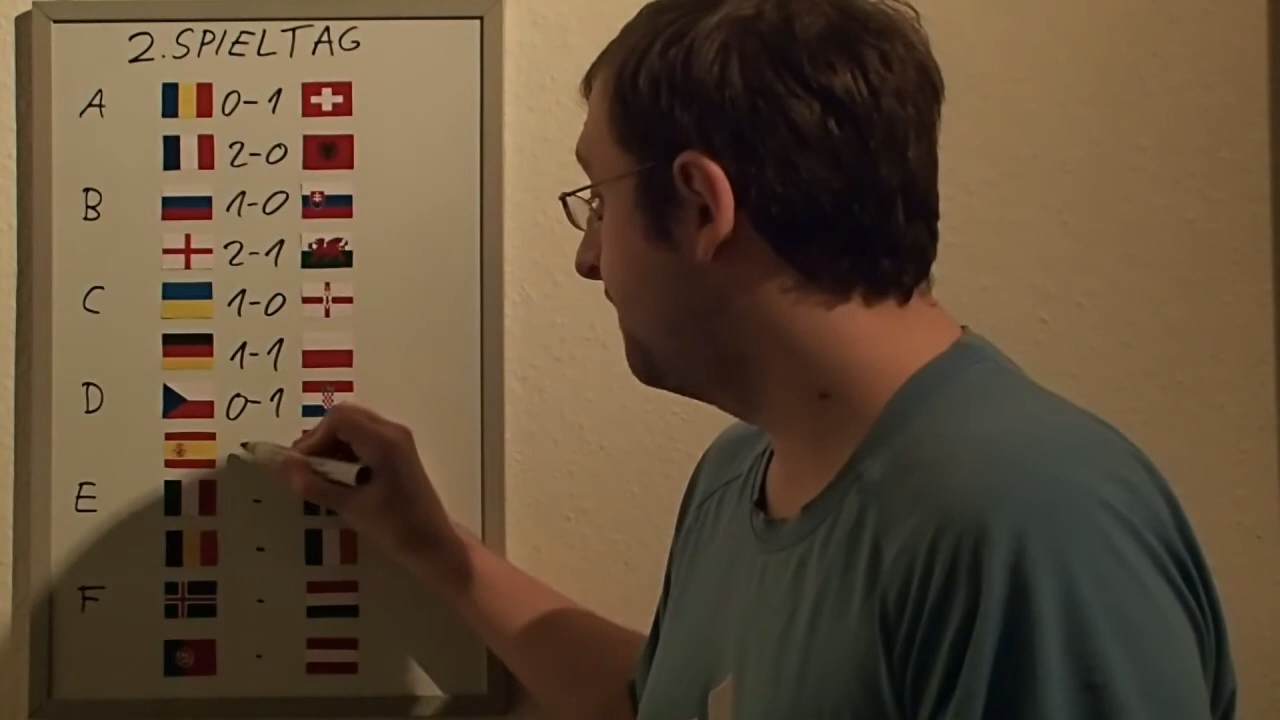 2. SPIELTAG
A 0-1
2-0
B 1-0
2-1
C 1-0
1-1
D 0-1
E -
-
F -
-